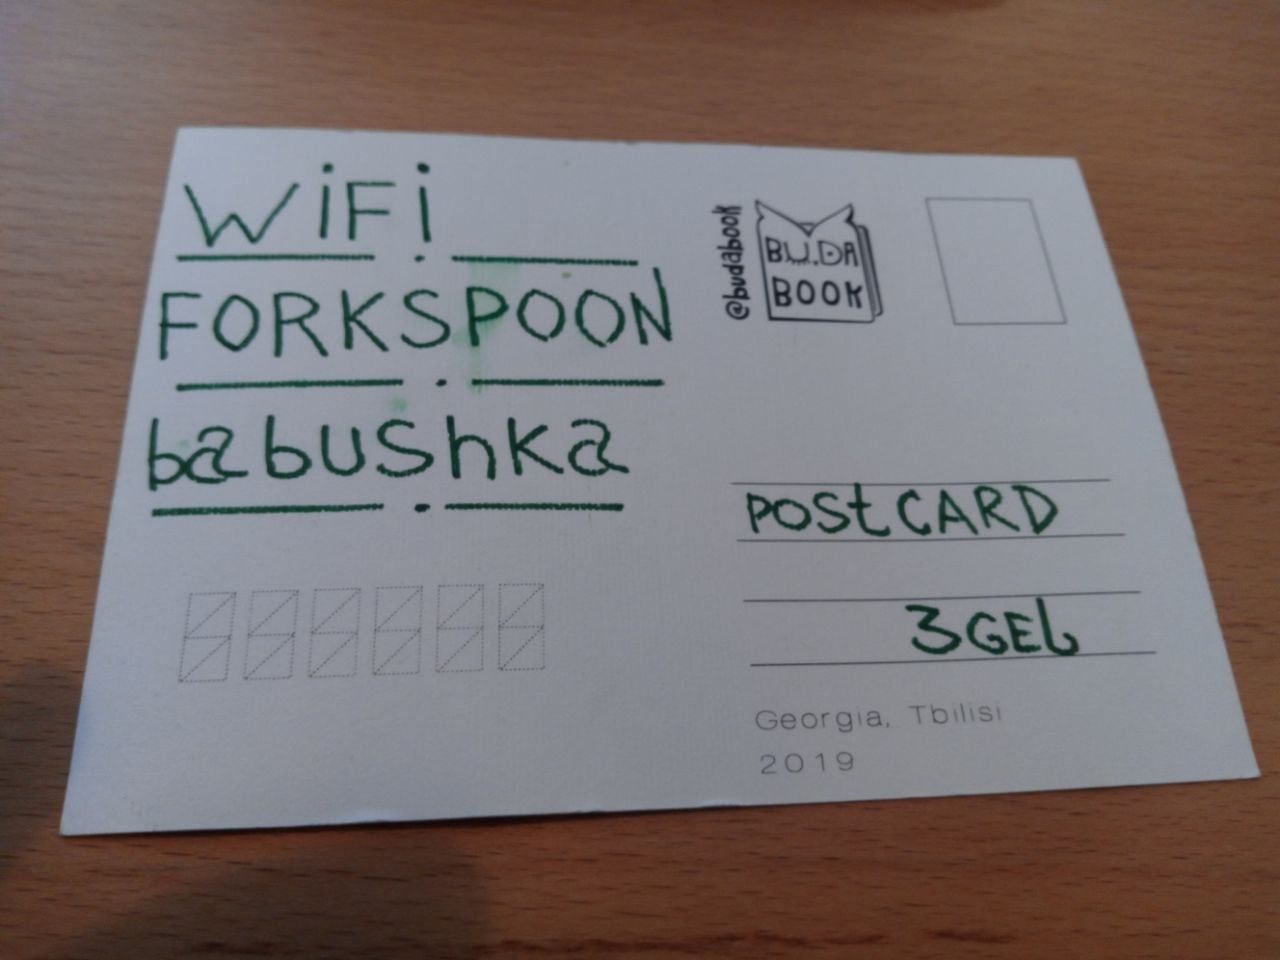 WiFi
FORKSPOON
babushka
@budabook
BU.DA
BOOK
POStCARD
3GEL
Georgia, Tbilisi
2019